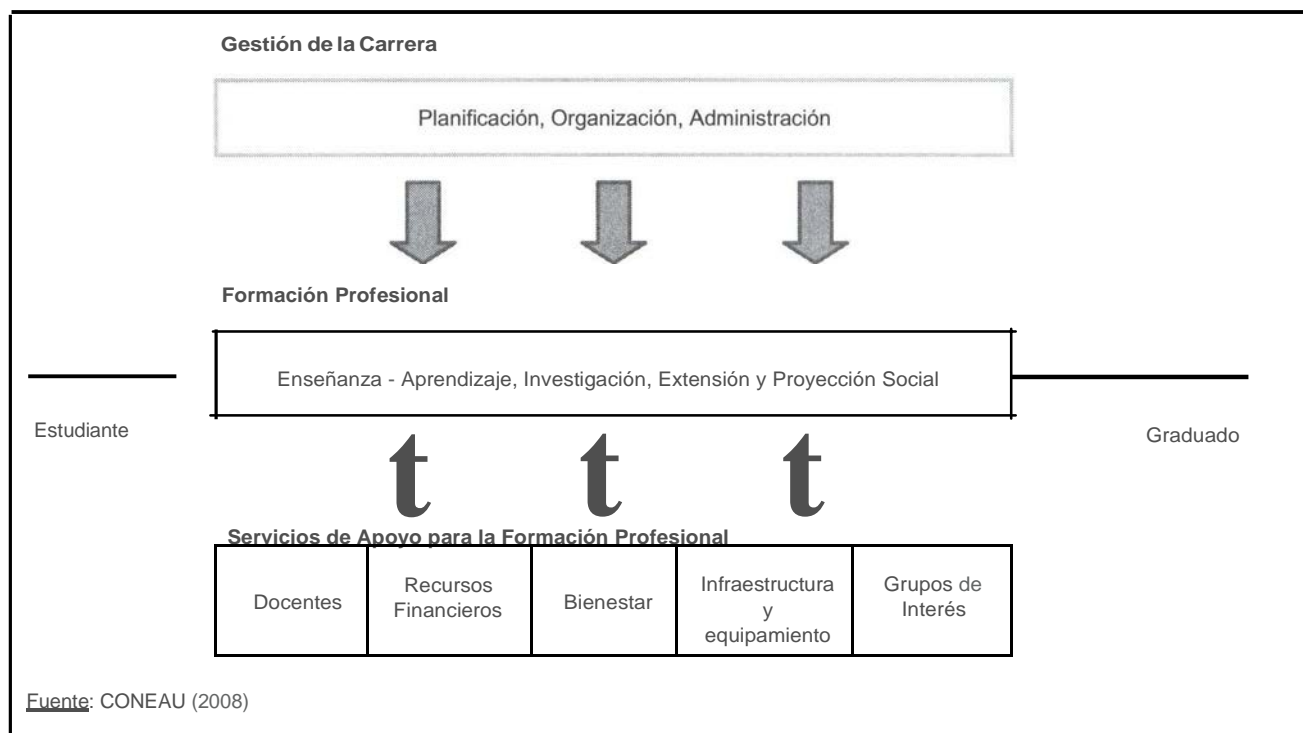 Gestión de la Carrera
Planificación, Organización, Administración
Formación Profesional
Enseñanza - Aprendizaje, Investigación, Extensión y Proyección Social
Estudiante
Graduado
t t t
Servicios de Apoyo para la Formación Profesional
Docentes
Recursos
Financieros
Bienestar
Infraestructura
y
equipamiento
Grupos de
Interés
Fuente: CONEAU (2008)